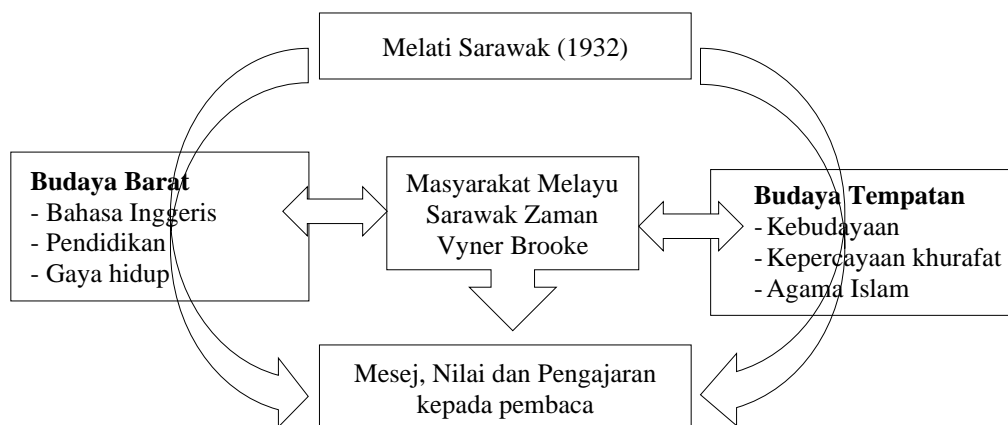 Melati Sarawak (1932)
Budaya Barat
- Bahasa Inggeris
- Pendidikan
- Gaya hidup
Masyarakat Melayu
Sarawak Zaman
Vyner Brooke
Budaya Tempatan
- Kebudayaan
- Kepercayaan khurafat
- Agama Islam
Mesej, Nilai dan Pengajaran
kepada pembaca